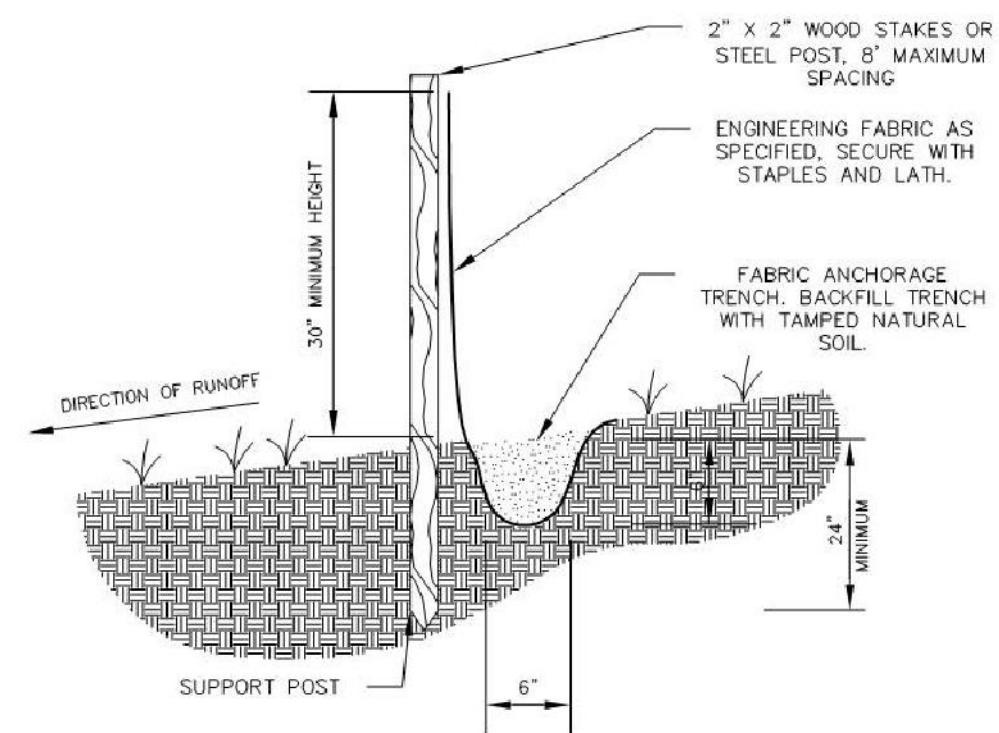 2" X 2" WOOD STAKES OR
STEEL POST, 8' MAXIMUM
SPACING
ENGINEERING FABRIC AS
SPECIFIED, SECURE WITH
STAPLES AND LATH.
30" MINIMUM HEIGHT
FABRIC ANCHORAGE
TRENCH. BACKFILL TRENCH
WITH TAMPED NATURAL
SOIL.
DIRECTION OF RUNOFF
24"
MINIMUM
SUPPORT POST
6"